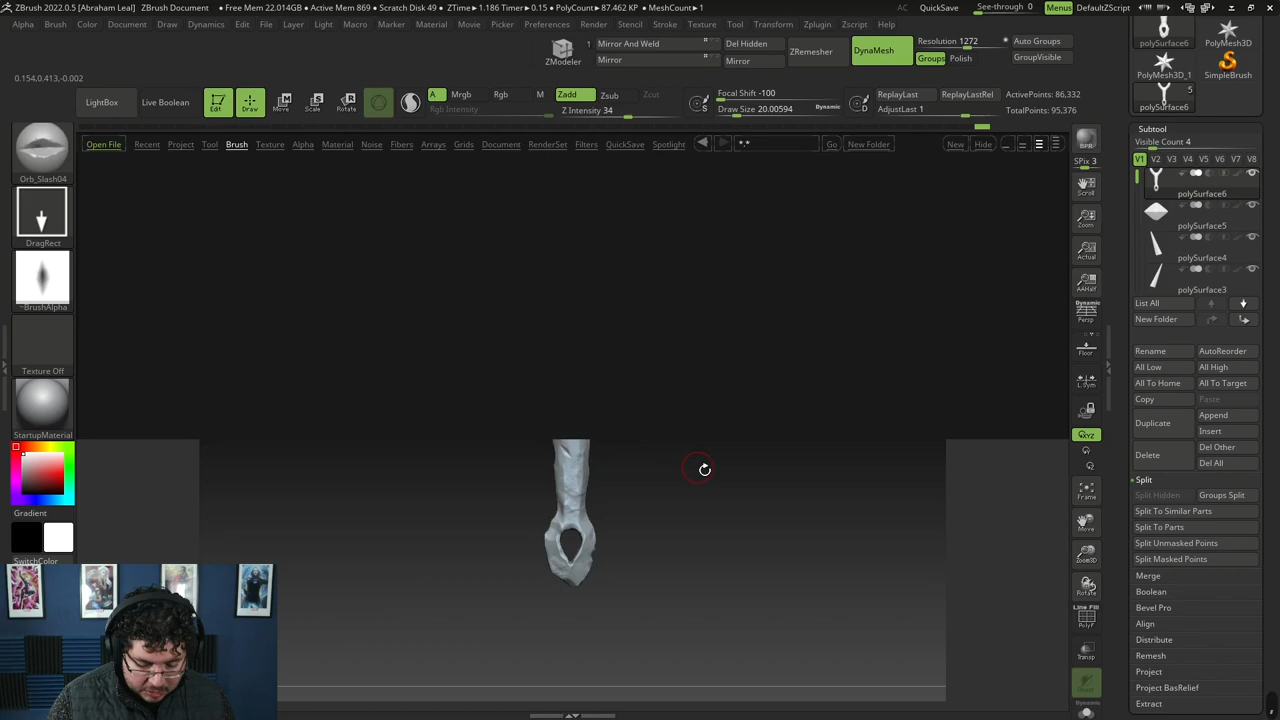 ZBrush 2022.0.5 [Abraham Leal]  ZBrush Document  • Free Mem 22.014GB • Active Mem 869 • Scratch Disk 49 • ZTime▸1.186 Timer▸0.15 • PolyCount▸87.462 KP • MeshCount▸1  AC  QuickSave  See-through 0  Menus  DefaultZScript
Alpha Brush Color Document Draw Dynamics Edit File Layer Light Macro Marker Material Movie Picker Preferences Render Stencil Stroke Texture Tool Transform Zplugin Zscript Help
0.154,0.413,-0.002
ZModeler
1 Mirror And Weld
Mirror
Del Hidden
Mirror
ZRemesher
DynaMesh
Resolution 1272
Groups Polish
Auto Groups
GroupVisible
LightBox
Live Boolean
Edit
Draw
Move
Scale
Rotate
A Mrgb Rgb M
Rgb Intensity
Zadd Zsub Zcut
Z Intensity 34
S
Focal Shift -100
Draw Size 20.00594 Dynamic
D
ReplayLast ReplayLastRel
AdjustLast 1
ActivePoints: 86,332
TotalPoints: 95,376
Open File Recent Project Tool Brush Texture Alpha Material Noise Fibers Arrays Grids Document RenderSet Filters QuickSave Spotlight *.* Go New Folder New Hide
Orb_Slash04
DragRect
~BrushAlpha
Texture Off
StartupMaterial
Gradient
SwitchColor
BPR
SPix 3
Scroll
Zoom
Actual
AAHalf
Dynamic
Persp
Floor
L.Sym
XYZ
Frame
Move
Zoom3D
Rotate
Line Fill
PolyF
Transp
Dynamic
polySurface6
PolyMesh3D
PolyMesh3D_1
SimpleBrush
5
polySurface6
Subtool
Visible Count 4
V1 V2 V3 V4 V5 V6 V7 V8
polySurface6
polySurface5
polySurface4
polySurface3
List All
New Folder
Rename AutoReorder
All Low All High
All To Home All To Target
Copy Paste
Duplicate
Append
Insert
Delete
Del Other
Del All
Split
Split Hidden Groups Split
Split To Similar Parts
Split To Parts
Split Unmasked Points
Split Masked Points
Merge
Boolean
Bevel Pro
Align
Distribute
Remesh
Project
Project BasRelief
Extract